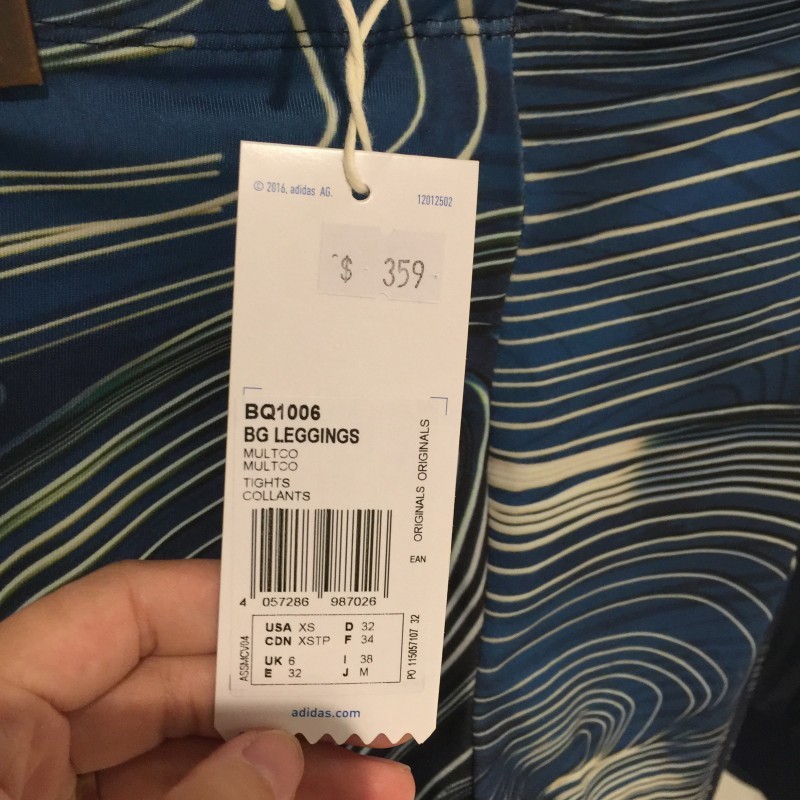 © 2016, adidas AG.
12012502
$ 359
BQ1006
BG LEGGINGS
MULTCO
MULTCO
TIGHTS
COLLANTS
ORIGINALS ORIGINALS
EAN
4 057286 987026
USA XS D 32
CDN XSTP F 34
UK 6 I 38
E 32 J M
ASSMCV04
PO 115057107 32
adidas.com